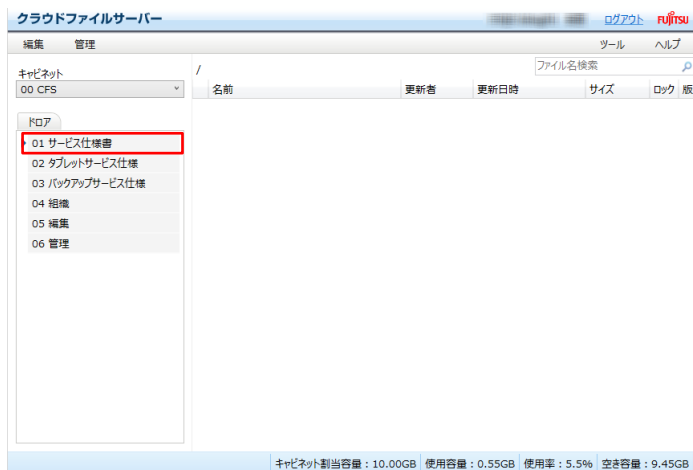 クラウドファイルサーバー
ログアウト FUJITSU
編集 管理 ツール ヘルプ
キャビネット
00 CFS
/
ファイル名検索
名前 更新者 更新日時 サイズ ロック 版
ドロア
01 サービス仕様書
02 タブレットサービス仕様
03 バックアップサービス仕様
04 組織
05 編集
06 管理
キャビネット割当容量：10.00GB 使用容量：0.55GB 使用率：5.5% 空き容量：9.45GB